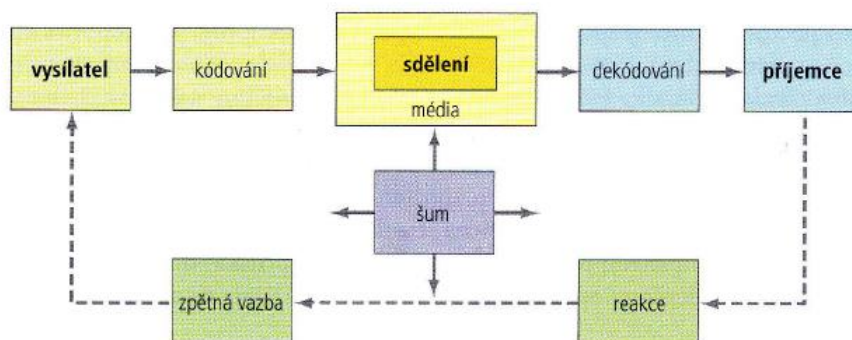 vysílatel
kódování
sdělení
média
dekódování
příjemce
šum
zpětná vazba
reakce